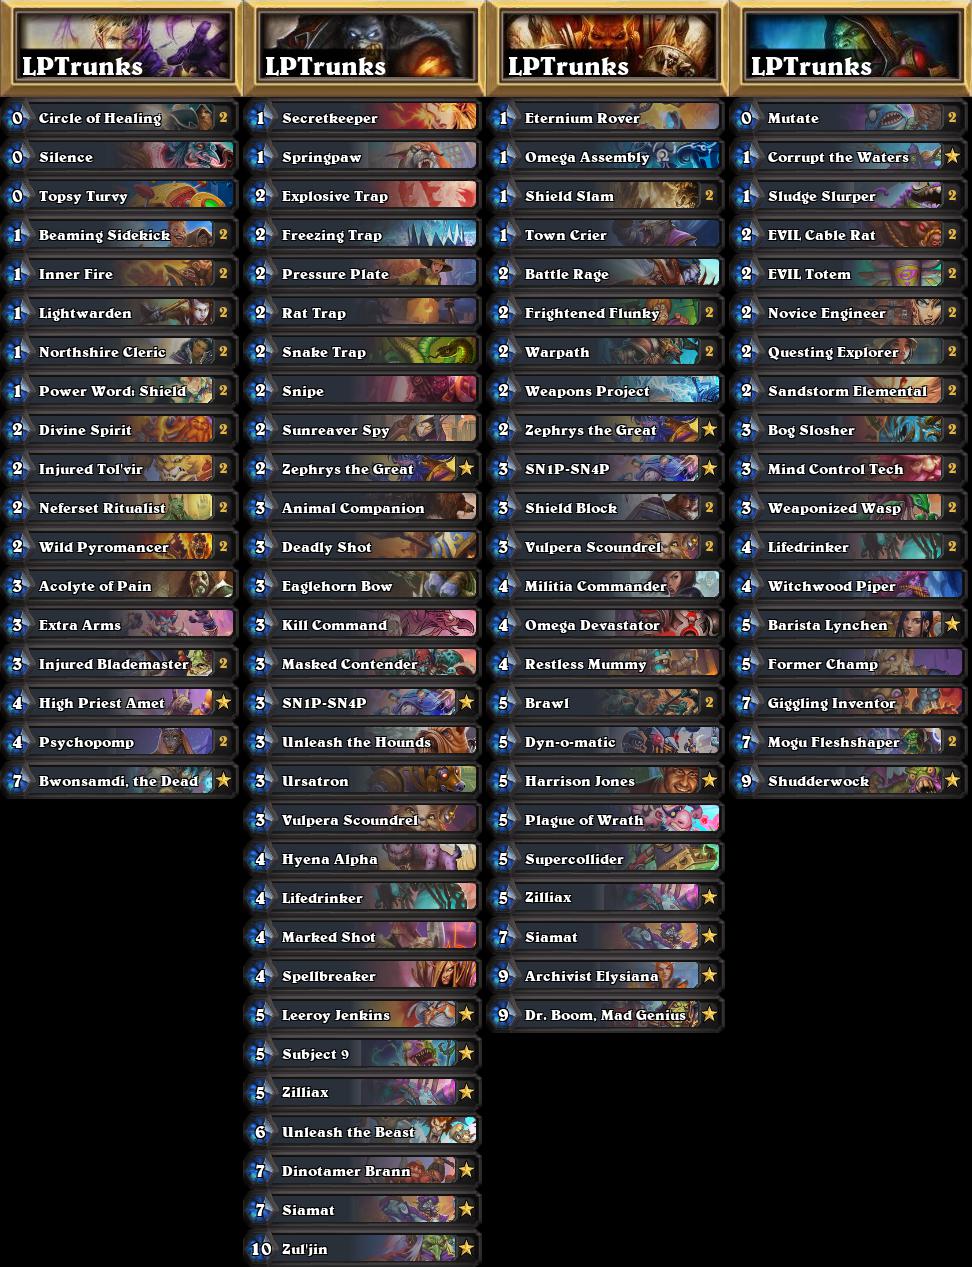 LPTrunks
0 Circle of Healing 2
0 Silence
0 Topsy Turvy
1 Beaming Sidekick 2
1 Inner Fire 2
1 Lightwarden 2
1 Northshire Cleric 2
1 Power Word: Shield 2
2 Divine Spirit 2
2 Injured Tol'vir 2
2 Neferset Ritualist 2
2 Wild Pyromancer 2
3 Acolyte of Pain
3 Extra Arms
3 Injured Blademaster 2
4 High Priest Amet
4 Psychopomp 2
7 Bwonsamdi, the Dead
LPTrunks
1 Secretkeeper
1 Springpaw
2 Explosive Trap
2 Freezing Trap
2 Pressure Plate
2 Rat Trap
2 Snake Trap
2 Snipe
2 Sunreaver Spy
2 Zephrys the Great
3 Animal Companion
3 Deadly Shot
3 Eaglehorn Bow
3 Kill Command
3 Masked Contender
3 SN1P-SN4P
3 Unleash the Hounds
3 Ursatron
3 Vulpera Scoundrel
4 Hyena Alpha
4 Lifedrinker
4 Marked Shot
4 Spellbreaker
5 Leeroy Jenkins
5 Subject 9
5 Zilliax
6 Unleash the Beast
7 Dinotamer Brann
7 Siamat
10 Zul'jin
LPTrunks
1 Eternium Rover
1 Omega Assembly
1 Shield Slam 2
1 Town Crier
2 Battle Rage
2 Frightened Flunky 2
2 Warpath 2
2 Weapons Project
2 Zephrys the Great
3 SN1P-SN4P
3 Shield Block 2
3 Vulpera Scoundrel 2
4 Militia Commander
4 Omega Devastator
4 Restless Mummy
5 Brawl 2
5 Dyn-o-matic
5 Harrison Jones
5 Plague of Wrath
5 Supercollider
5 Zilliax
7 Siamat
9 Archivist Elysiana
9 Dr. Boom, Mad Genius
LPTrunks
0 Mutate 2
1 Corrupt the Waters
1 Sludge Slurper 2
2 EVIL Cable Rat 2
2 EVIL Totem 2
2 Novice Engineer 2
2 Questing Explorer 2
2 Sandstorm Elemental 2
3 Bog Slosher 2
3 Mind Control Tech 2
3 Weaponized Wasp 2
4 Lifedrinker 2
4 Witchwood Piper
5 Barista Lynchen
5 Former Champ
7 Giggling Inventor
7 Mogu Fleshshaper 2
9 Shudderwock